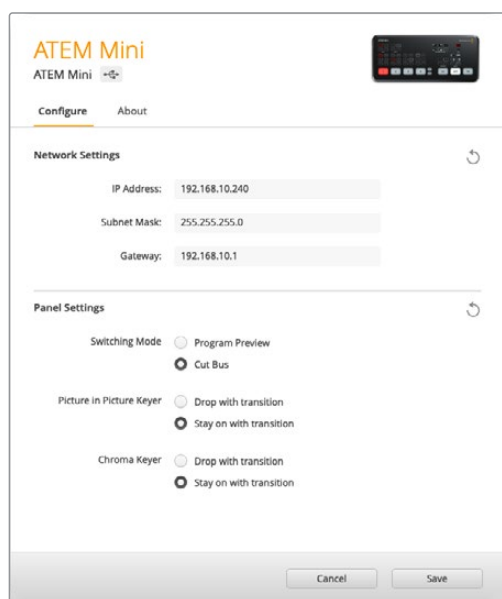 ATEM Mini
ATEM Mini
Configure About
Network Settings
IP Address: 192.168.10.240
Subnet Mask: 255.255.255.0
Gateway: 192.168.10.1
Panel Settings
Switching Mode Program Preview
Cut Bus
Picture in Picture Keyer Drop with transition
Stay on with transition
Chroma Keyer Drop with transition
Stay on with transition
Cancel Save